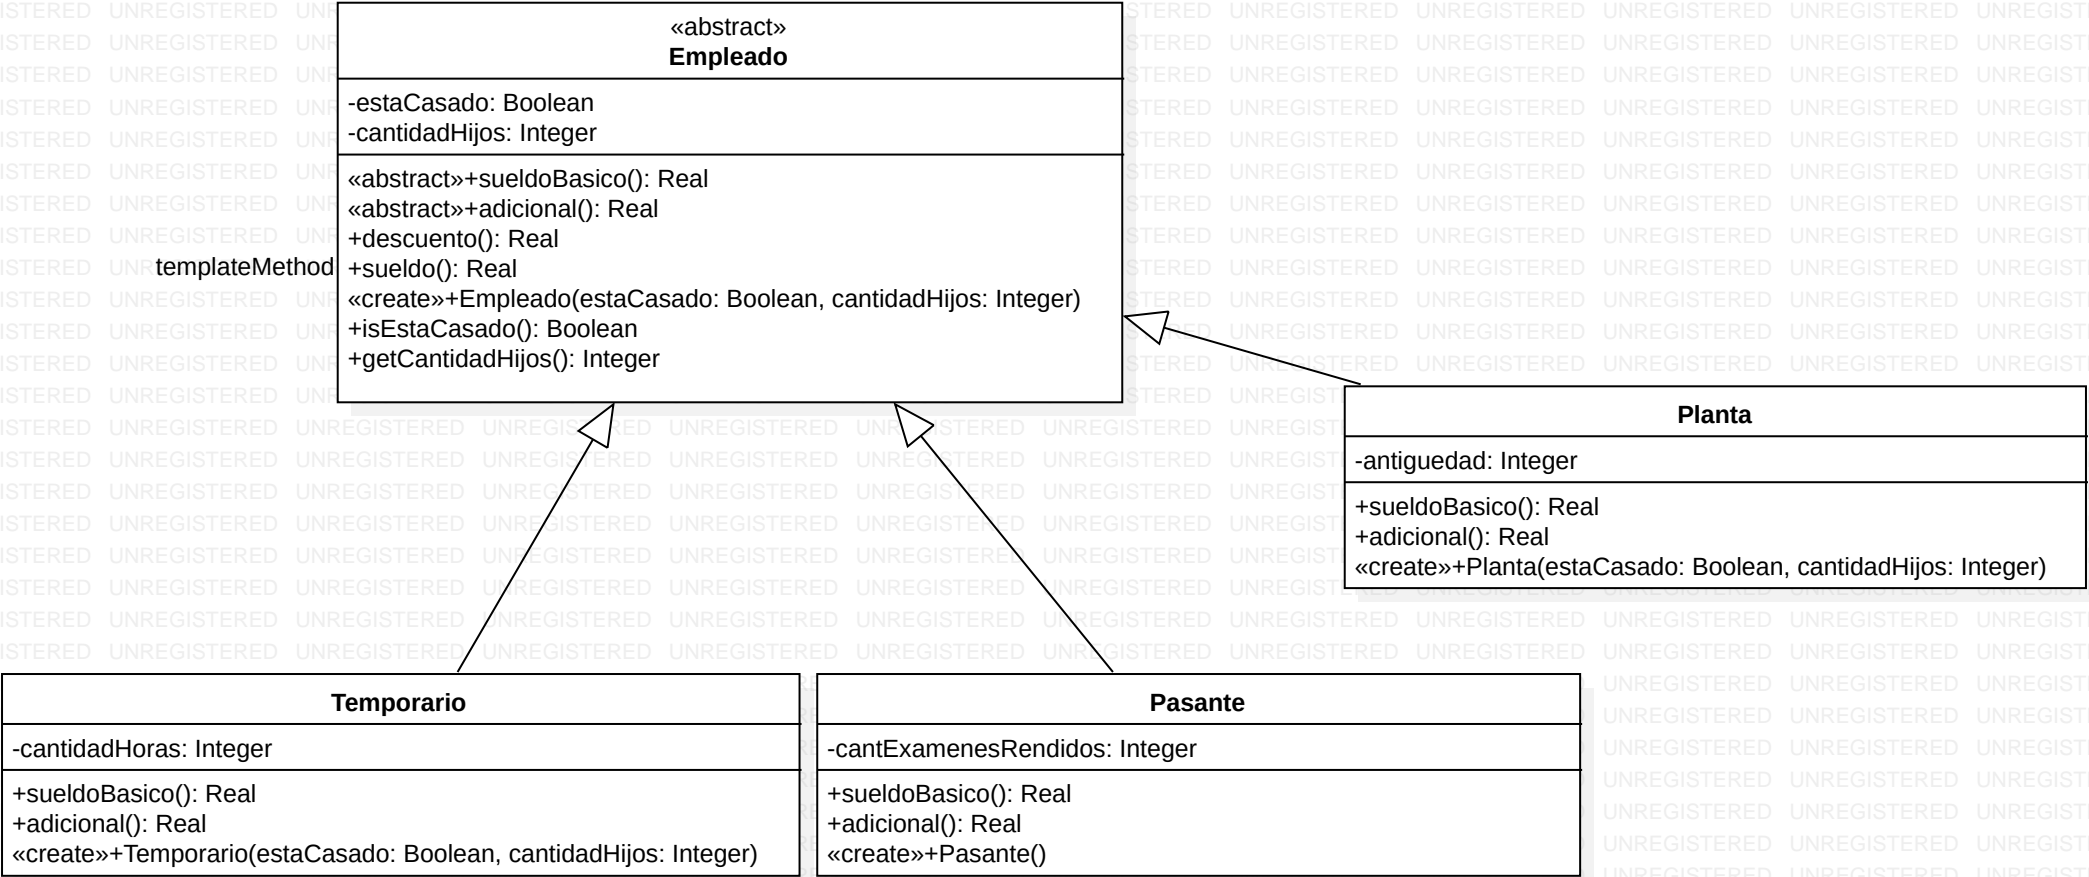 «abstract»
Empleado
-estaCasado: Boolean
-cantidadHijos: Integer
«abstract»+sueldoBasico(): Real
«abstract»+adicional(): Real
+descuento(): Real
templateMethod
+sueldo(): Real
«create»+Empleado(estaCasado: Boolean, cantidadHijos: Integer)
+isEstaCasado(): Boolean
+getCantidadHijos(): Integer
Planta
-antiguedad: Integer
+sueldoBasico(): Real
+adicional(): Real
«create»+Planta(estaCasado: Boolean, cantidadHijos: Integer)
Temporario
-cantidadHoras: Integer
+sueldoBasico(): Real
+adicional(): Real
«create»+Temporario(estaCasado: Boolean, cantidadHijos: Integer)
Pasante
-cantExamenesRendidos: Integer
+sueldoBasico(): Real
+adicional(): Real
«create»+Pasante()
UNREGISTERED